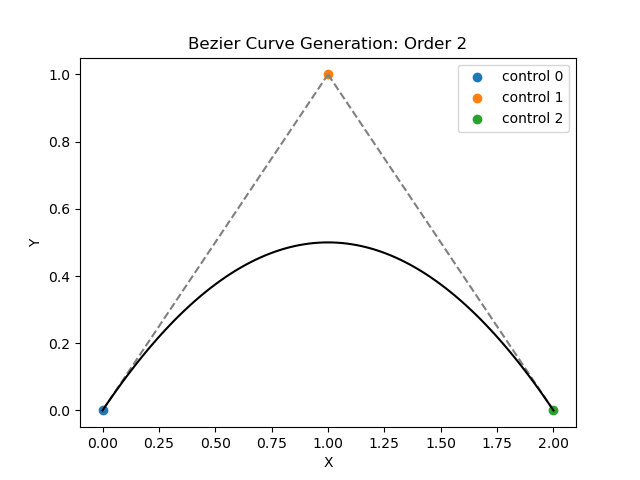 Bezier Curve Generation: Order 2
control 0
control 1
control 2
Y
1.0
0.8
0.6
0.4
0.2
0.0
0.00 0.25 0.50 0.75 1.00 1.25 1.50 1.75 2.00
X